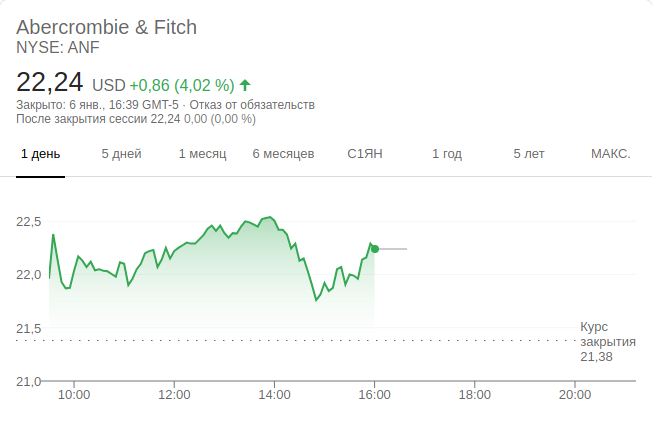 Abercrombie & Fitch
NYSE: ANF
22,24 USD +0,86 (4,02 %)
Закрыто: 6 янв., 16:39 GMT-5 · Отказ от обязательств
После закрытия сессии 22,24 0,00 (0,00 %)
1 день 5 дней 1 месяц 6 месяцев С1ЯН 1 год 5 лет МАКС.
22,5
22,0
21,5
Курс
закрытия
21,38
21,0
10:00 12:00 14:00 16:00 18:00 20:00